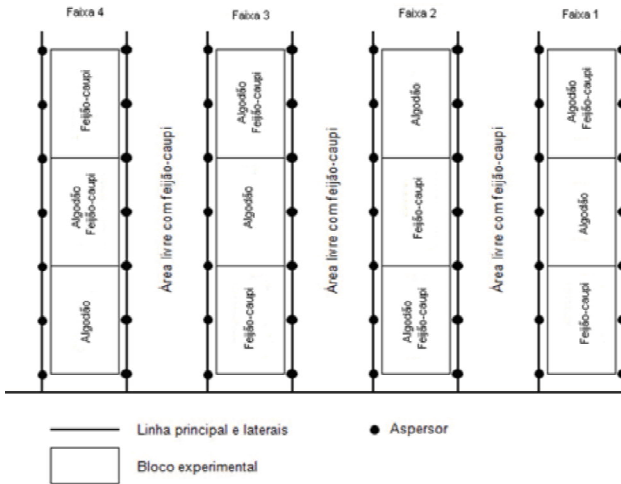 Faixa 4
Faixa 3
Faixa 2
Faixa 1
Feijão-caupi
Algodão
Feijão-caupi
Algodão
Área livre com feijão-caupi
Algodão
Feijão-caupi
Algodão
Feijão-caupi
Área livre com feijão-caupi
Algodão
Feijão-caupi
Algodão
Feijão-caupi
Área livre com feijão-caupi
Algodão
Feijão-caupi
Algodão
Feijão-caupi
Linha principal e laterais
Aspersor
Bloco experimental